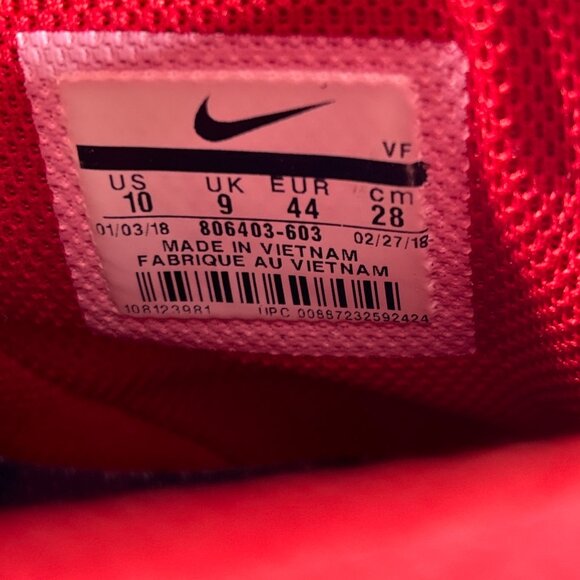 VF
US UK EUR cm
10 9 44 28
01/03/18 806403-603 02/27/18
MADE IN VIETNAM
FABRIQUE AU VIETNAM
108123981 UPC 00887232592424